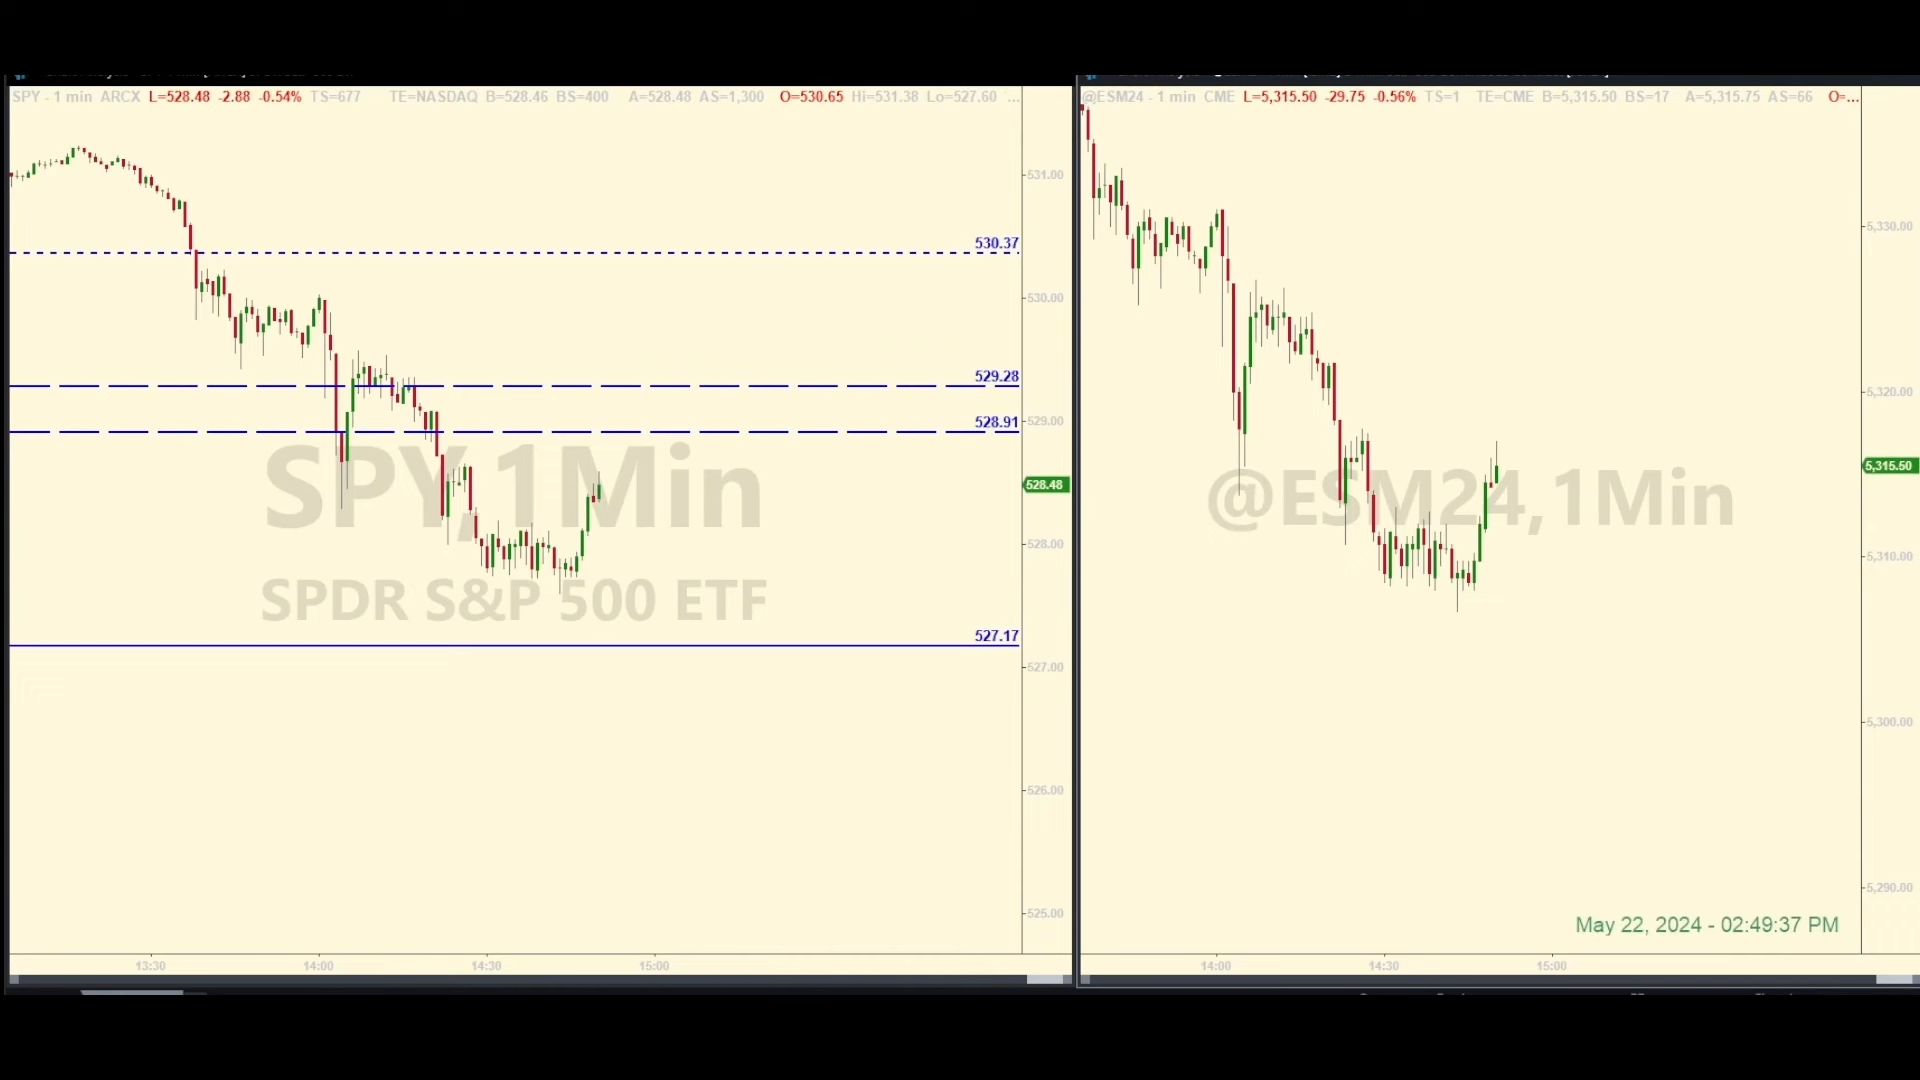 SPY - 1 min ARCX L=528.48 -2.88 -0.54% TS=677 TE=NASDAQ B=528.46 BS=400 A=528.48 AS=1,300 O=530.65 Hi=531.38 Lo=527.60 ...
531.00
530.37
530.00
529.28
529.00
528.91
528.48
528.00
527.17
527.00
526.00
525.00
SPY,1Min
SPDR S&P 500 ETF
13:30 14:00 14:30 15:00
@ESM24 - 1 min CME L=5,315.50 -29.75 -0.56% TS=1 TE=CME B=5,315.50 BS=17 A=5,315.75 AS=66 O=...
5,330.00
5,320.00
5,315.50
5,310.00
5,300.00
5,290.00
@ESM24,1Min
May 22, 2024 - 02:49:37 PM
14:00 14:30 15:00